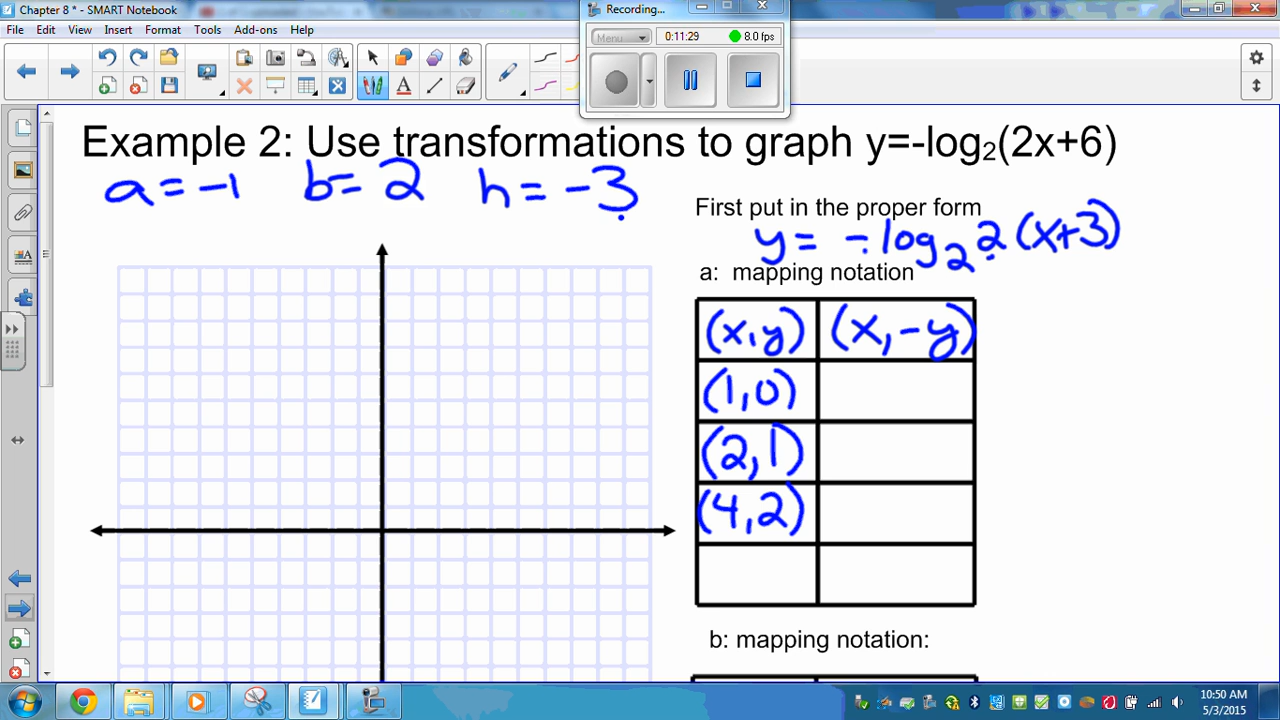 Chapter 8 * - SMART Notebook
Recording...
File Edit View Insert Format Tools Add-ons Help
Menu
0:11:29
8.0 fps
Example 2: Use transformations to graph y=-log₂(2x+6)
a = -1 b = 2 h = -3
First put in the proper form
y = -log₂ 2(x+3)
a: mapping notation
(x,y) (x,-y)
(1,0)
(2,1)
(4,2)
b: mapping notation:
10:50 AM
5/3/2015